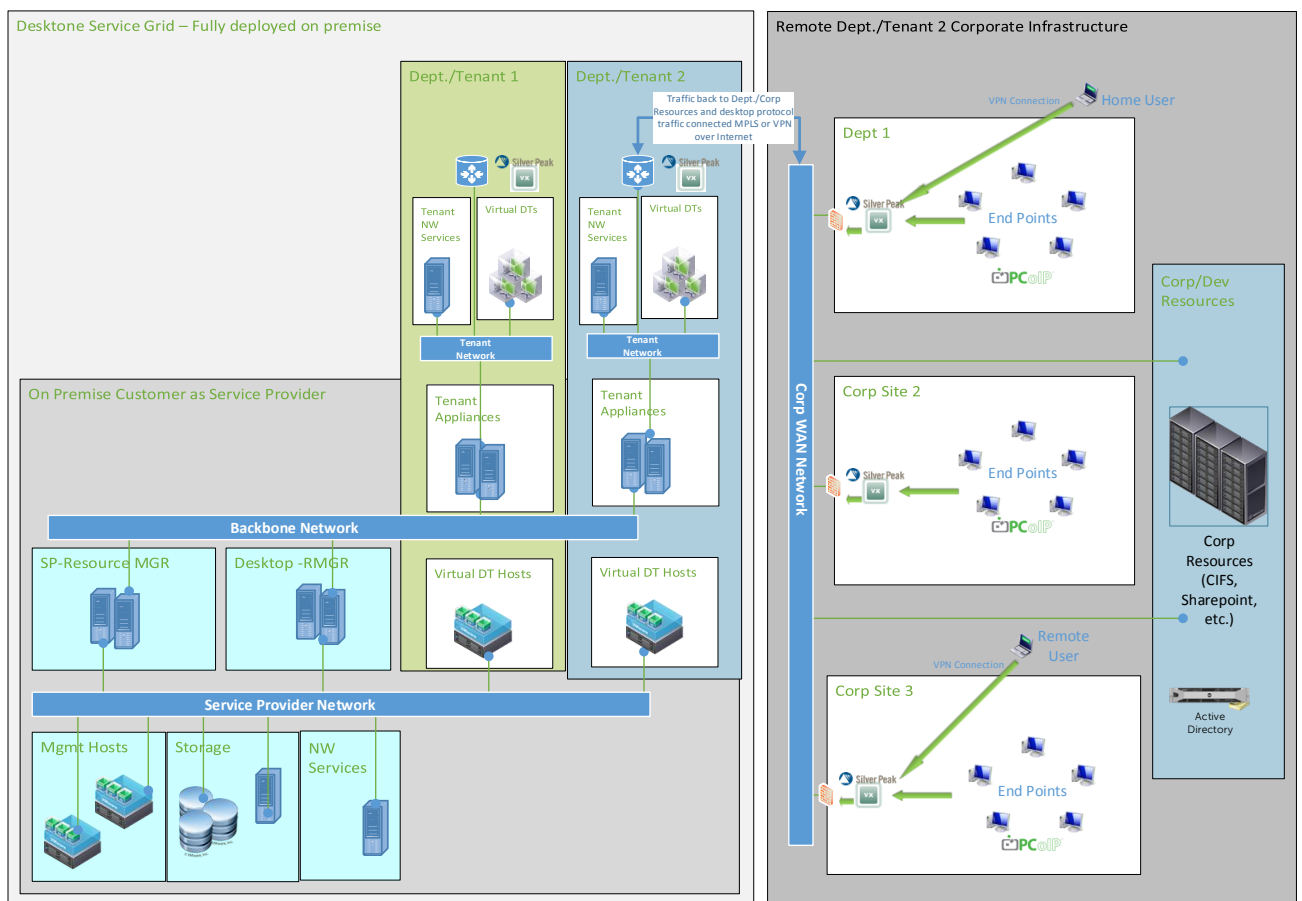 Desktone Service Grid – Fully deployed on premise
Dept./Tenant 1
Dept./Tenant 2
Traffic back to Dept./Corp
Resources and desktop protocol
traffic connected MPLS or VPN
over Internet
Silver Peak
VX
Silver Peak
VX
Tenant
NW
Services
Virtual DTs
Tenant
NW
Services
Virtual DTs
Tenant
Network
Tenant
Network
On Premise Customer as Service Provider
Tenant
Appliances
Tenant
Appliances
Backbone Network
SP-Resource MGR
Desktop -RMGR
Virtual DT Hosts
Virtual DT Hosts
Service Provider Network
Mgmt Hosts
Storage
NW
Services
Remote Dept./Tenant 2 Corporate Infrastructure
VPN Connection
Home User
Dept 1
Silver Peak
VX
End Points
PCoIP
Corp WAN Network
Corp/Dev
Resources
Corp Site 2
Silver Peak
VX
End Points
PCoIP
Corp
Resources
(CIFS,
Sharepoint,
etc.)
Remote
User
VPN Connection
Corp Site 3
Silver Peak
VX
End Points
PCoIP
Active
Directory